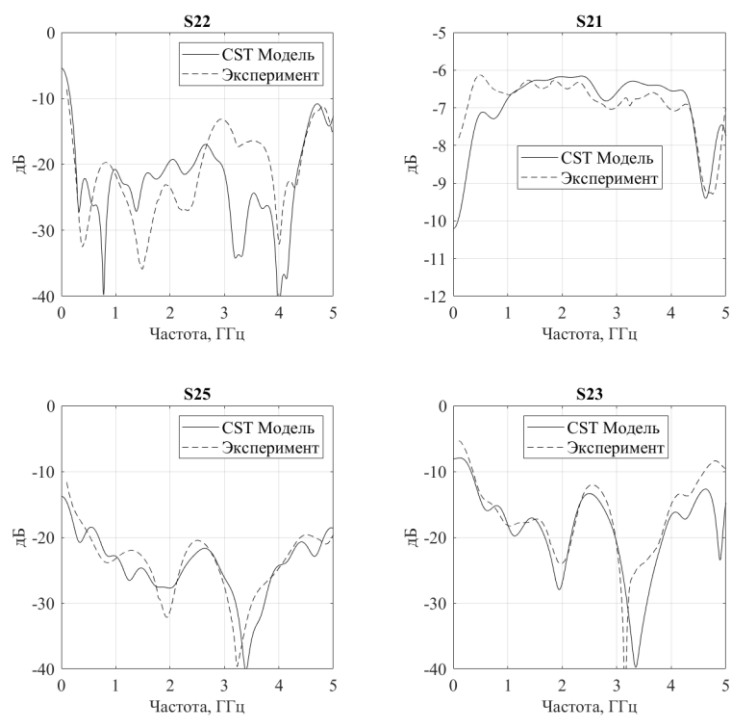 S22
0
-10
-20
-30
-40
дБ
0 1 2 3 4 5
Частота, ГГц
CST Модель
Эксперимент
S21
-5
-6
-7
-8
-9
-10
-11
-12
дБ
0 1 2 3 4 5
Частота, ГГц
CST Модель
Эксперимент
S25
0
-10
-20
-30
-40
дБ
0 1 2 3 4 5
Частота, ГГц
CST Модель
Эксперимент
S23
0
-10
-20
-30
-40
дБ
0 1 2 3 4 5
Частота, ГГц
CST Модель
Эксперимент